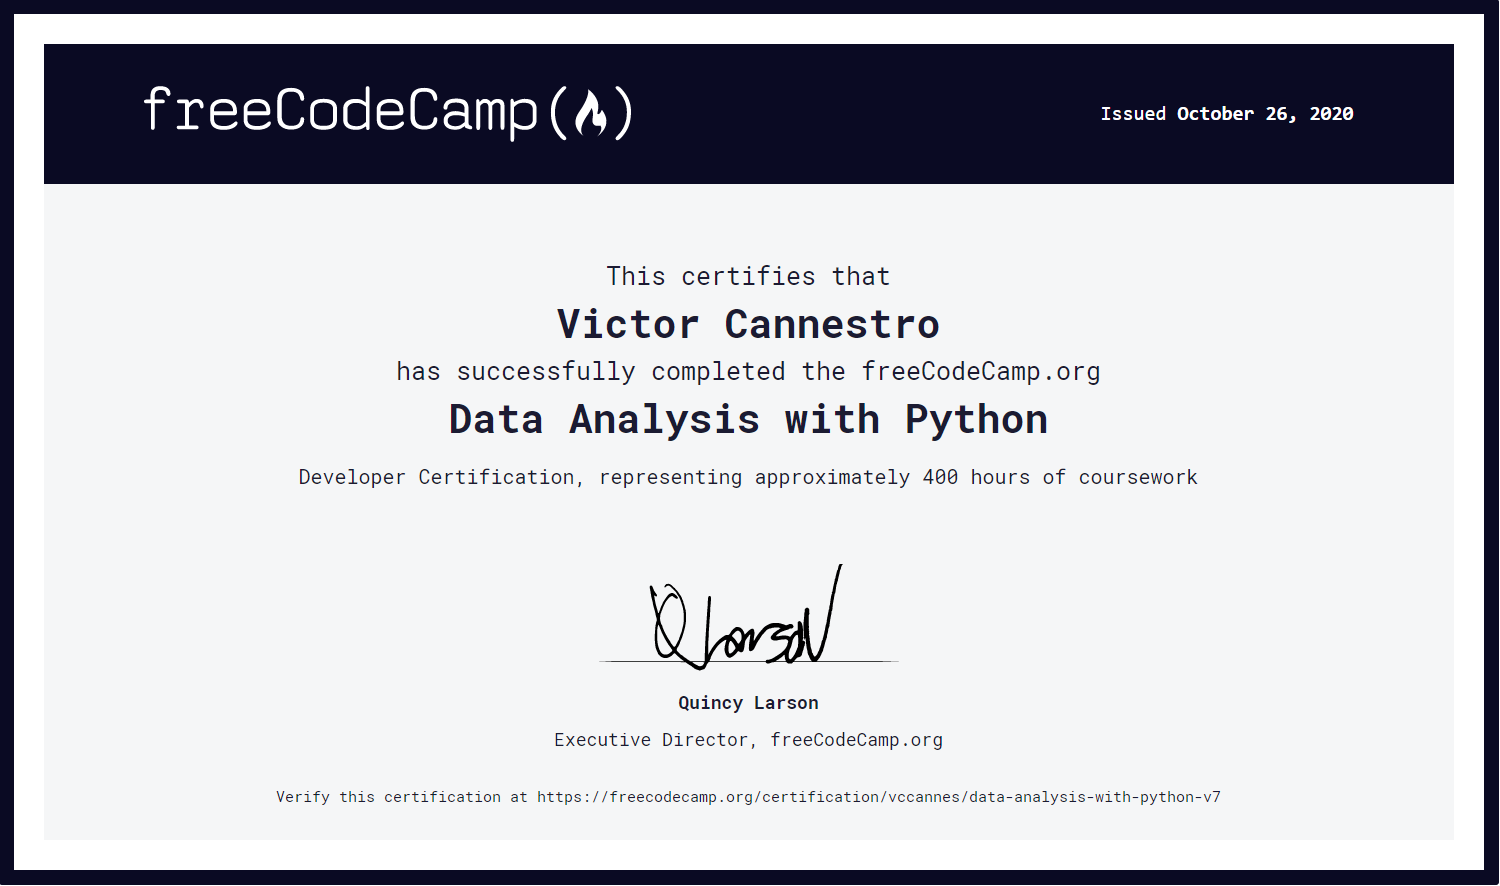 freeCodeCamp
Issued October 26, 2020
This certifies that
Victor Cannestro
has successfully completed the freeCodeCamp.org
Data Analysis with Python
Developer Certification, representing approximately 400 hours of coursework
Q Larson
Quincy Larson
Executive Director, freeCodeCamp.org
Verify this certification at https://freecodecamp.org/certification/vccannes/data-analysis-with-python-v7